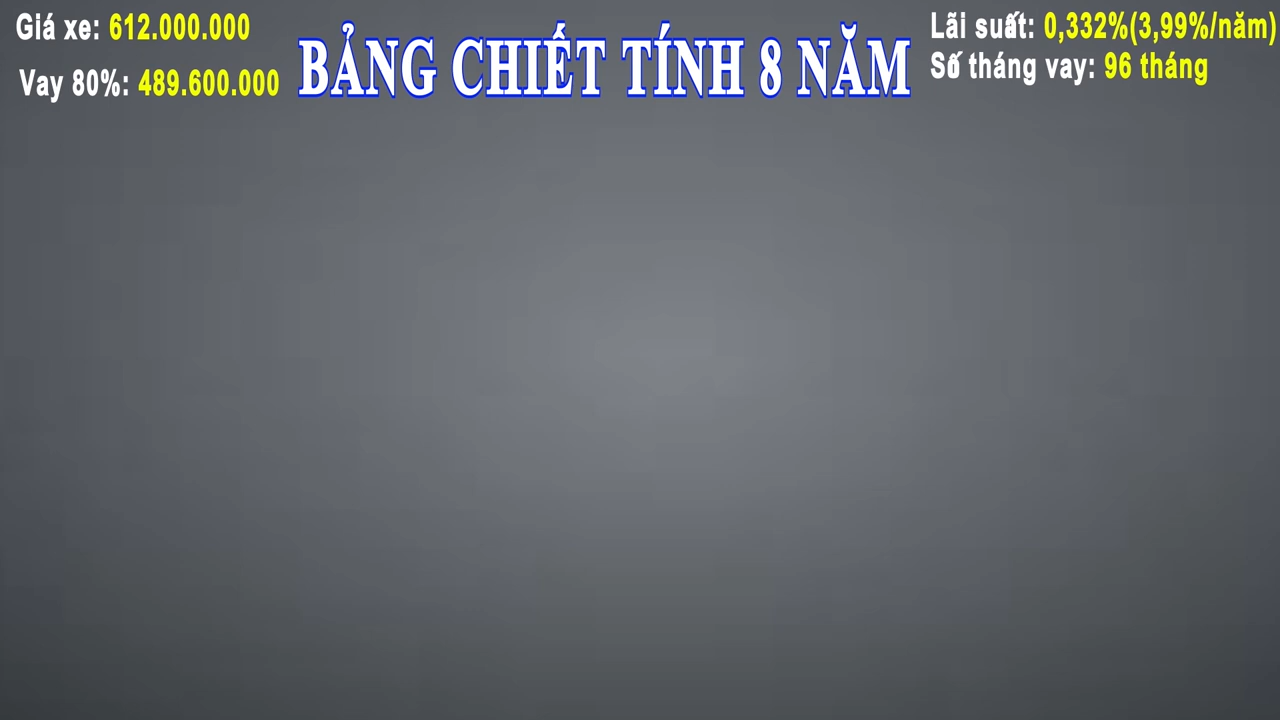 Giá xe: 612.000.000
Vay 80%: 489.600.000
BẢNG CHIẾT TÍNH 8 NĂM
Lãi suất: 0,332%(3,99%/năm)
Số tháng vay: 96 tháng